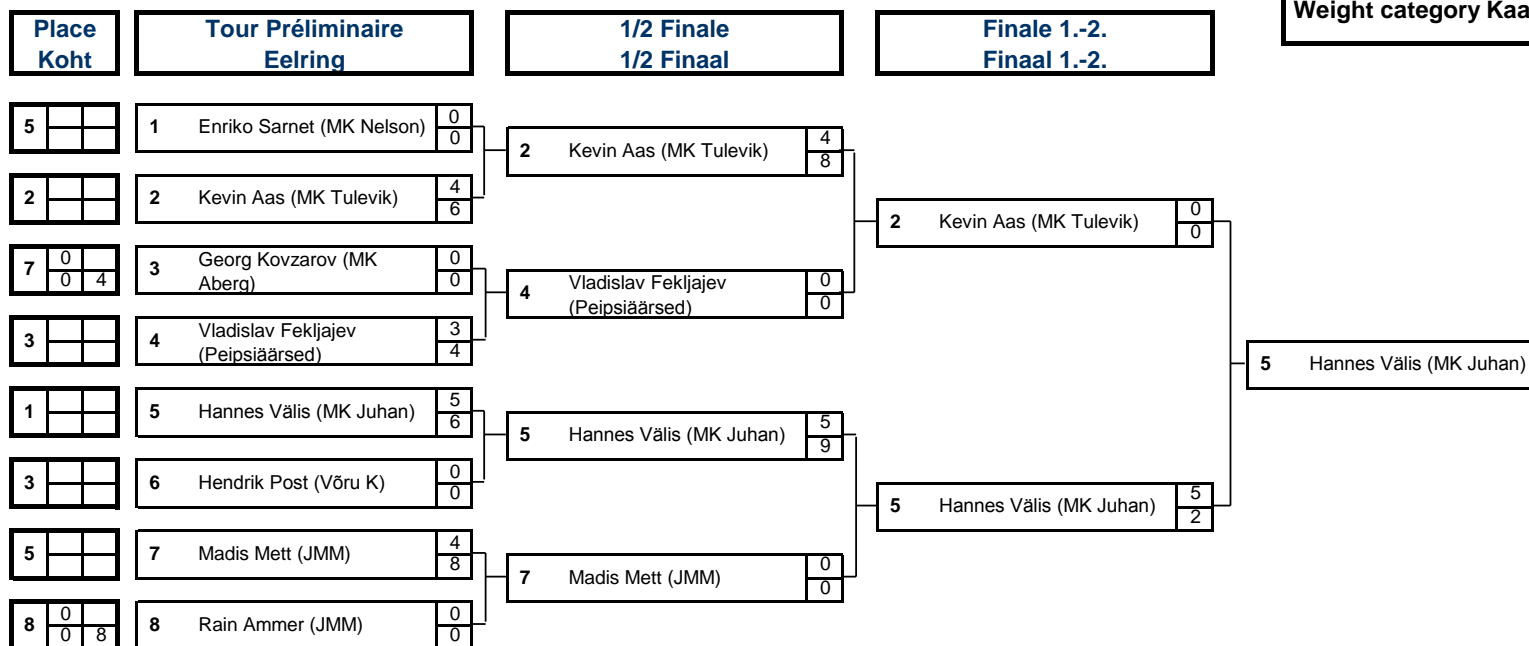 Weight category Kaa
Place
Koht
Tour Préliminaire
Eelring
1/2 Finale
1/2 Finaal
Finale 1.-2.
Finaal 1.-2.
5
1 Enriko Sarnet (MK Nelson) 0
0
2 Kevin Aas (MK Tulevik) 4
8
2
2 Kevin Aas (MK Tulevik) 4
6
2 Kevin Aas (MK Tulevik) 0
0
7 0
0 4
3 Georg Kovzarov (MK
Aberg) 0
0
4 Vladislav Fekljajev
(Peipsiäärsed) 0
0
3
4 Vladislav Fekljajev
(Peipsiäärsed) 3
4
5 Hannes Välis (MK Juhan)
1
5 Hannes Välis (MK Juhan) 5
6
5 Hannes Välis (MK Juhan) 5
9
3
6 Hendrik Post (Võru K) 0
0
5 Hannes Välis (MK Juhan) 5
2
5
7 Madis Mett (JMM) 4
8
7 Madis Mett (JMM) 0
0
8 0
0 8
8 Rain Ammer (JMM) 0
0